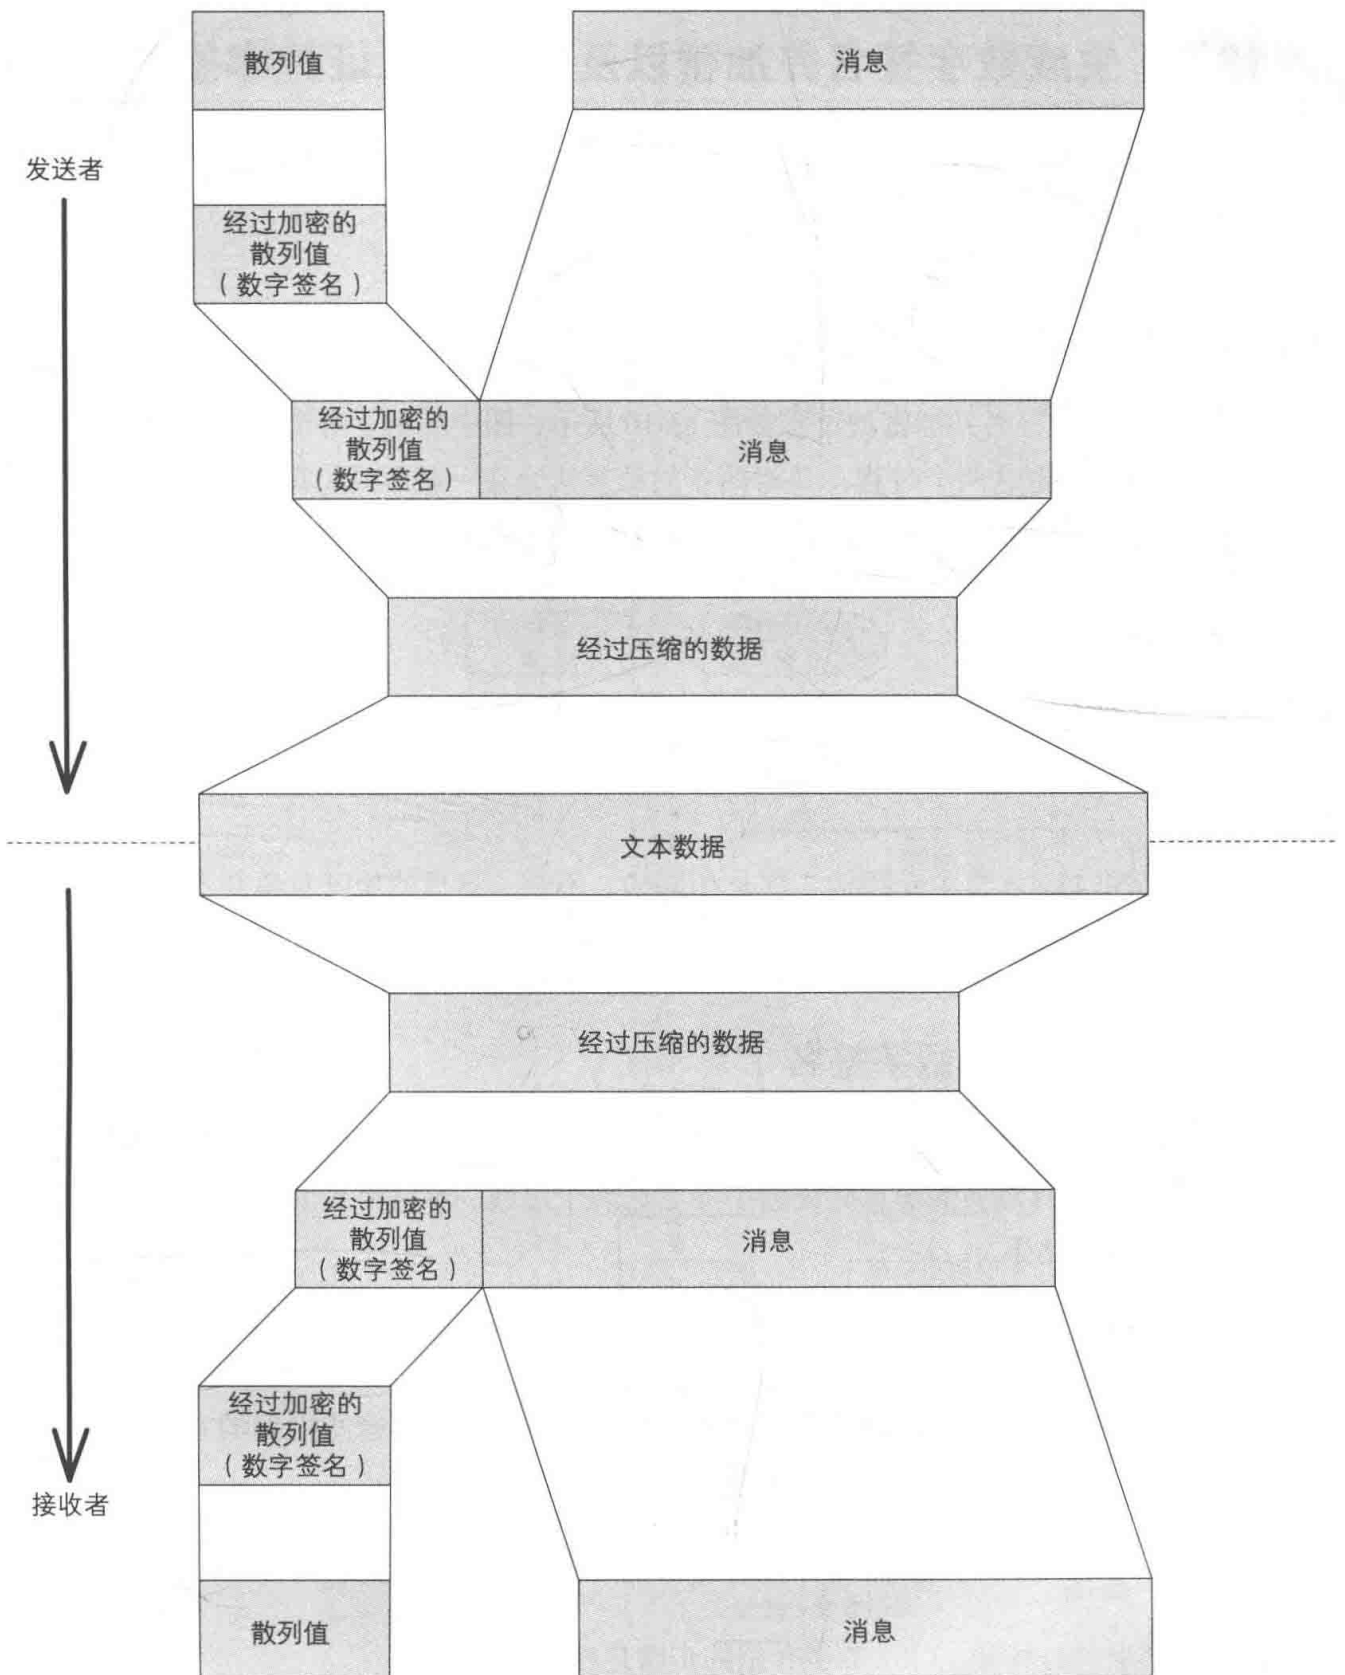 散列值
消息
发送者
经过加密的
散列值
（数字签名）
经过加密的
散列值
（数字签名）
消息
经过压缩的数据
文本数据
经过压缩的数据
经过加密的
散列值
（数字签名）
消息
经过加密的
散列值
（数字签名）
接收者
散列值
消息